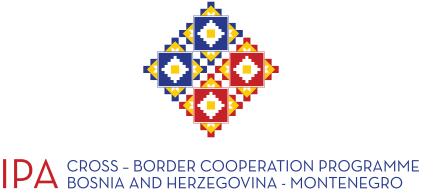 IPA CROSS – BORDER COOPERATION PROGRAMME
BOSNIA AND HERZEGOVINA - MONTENEGRO